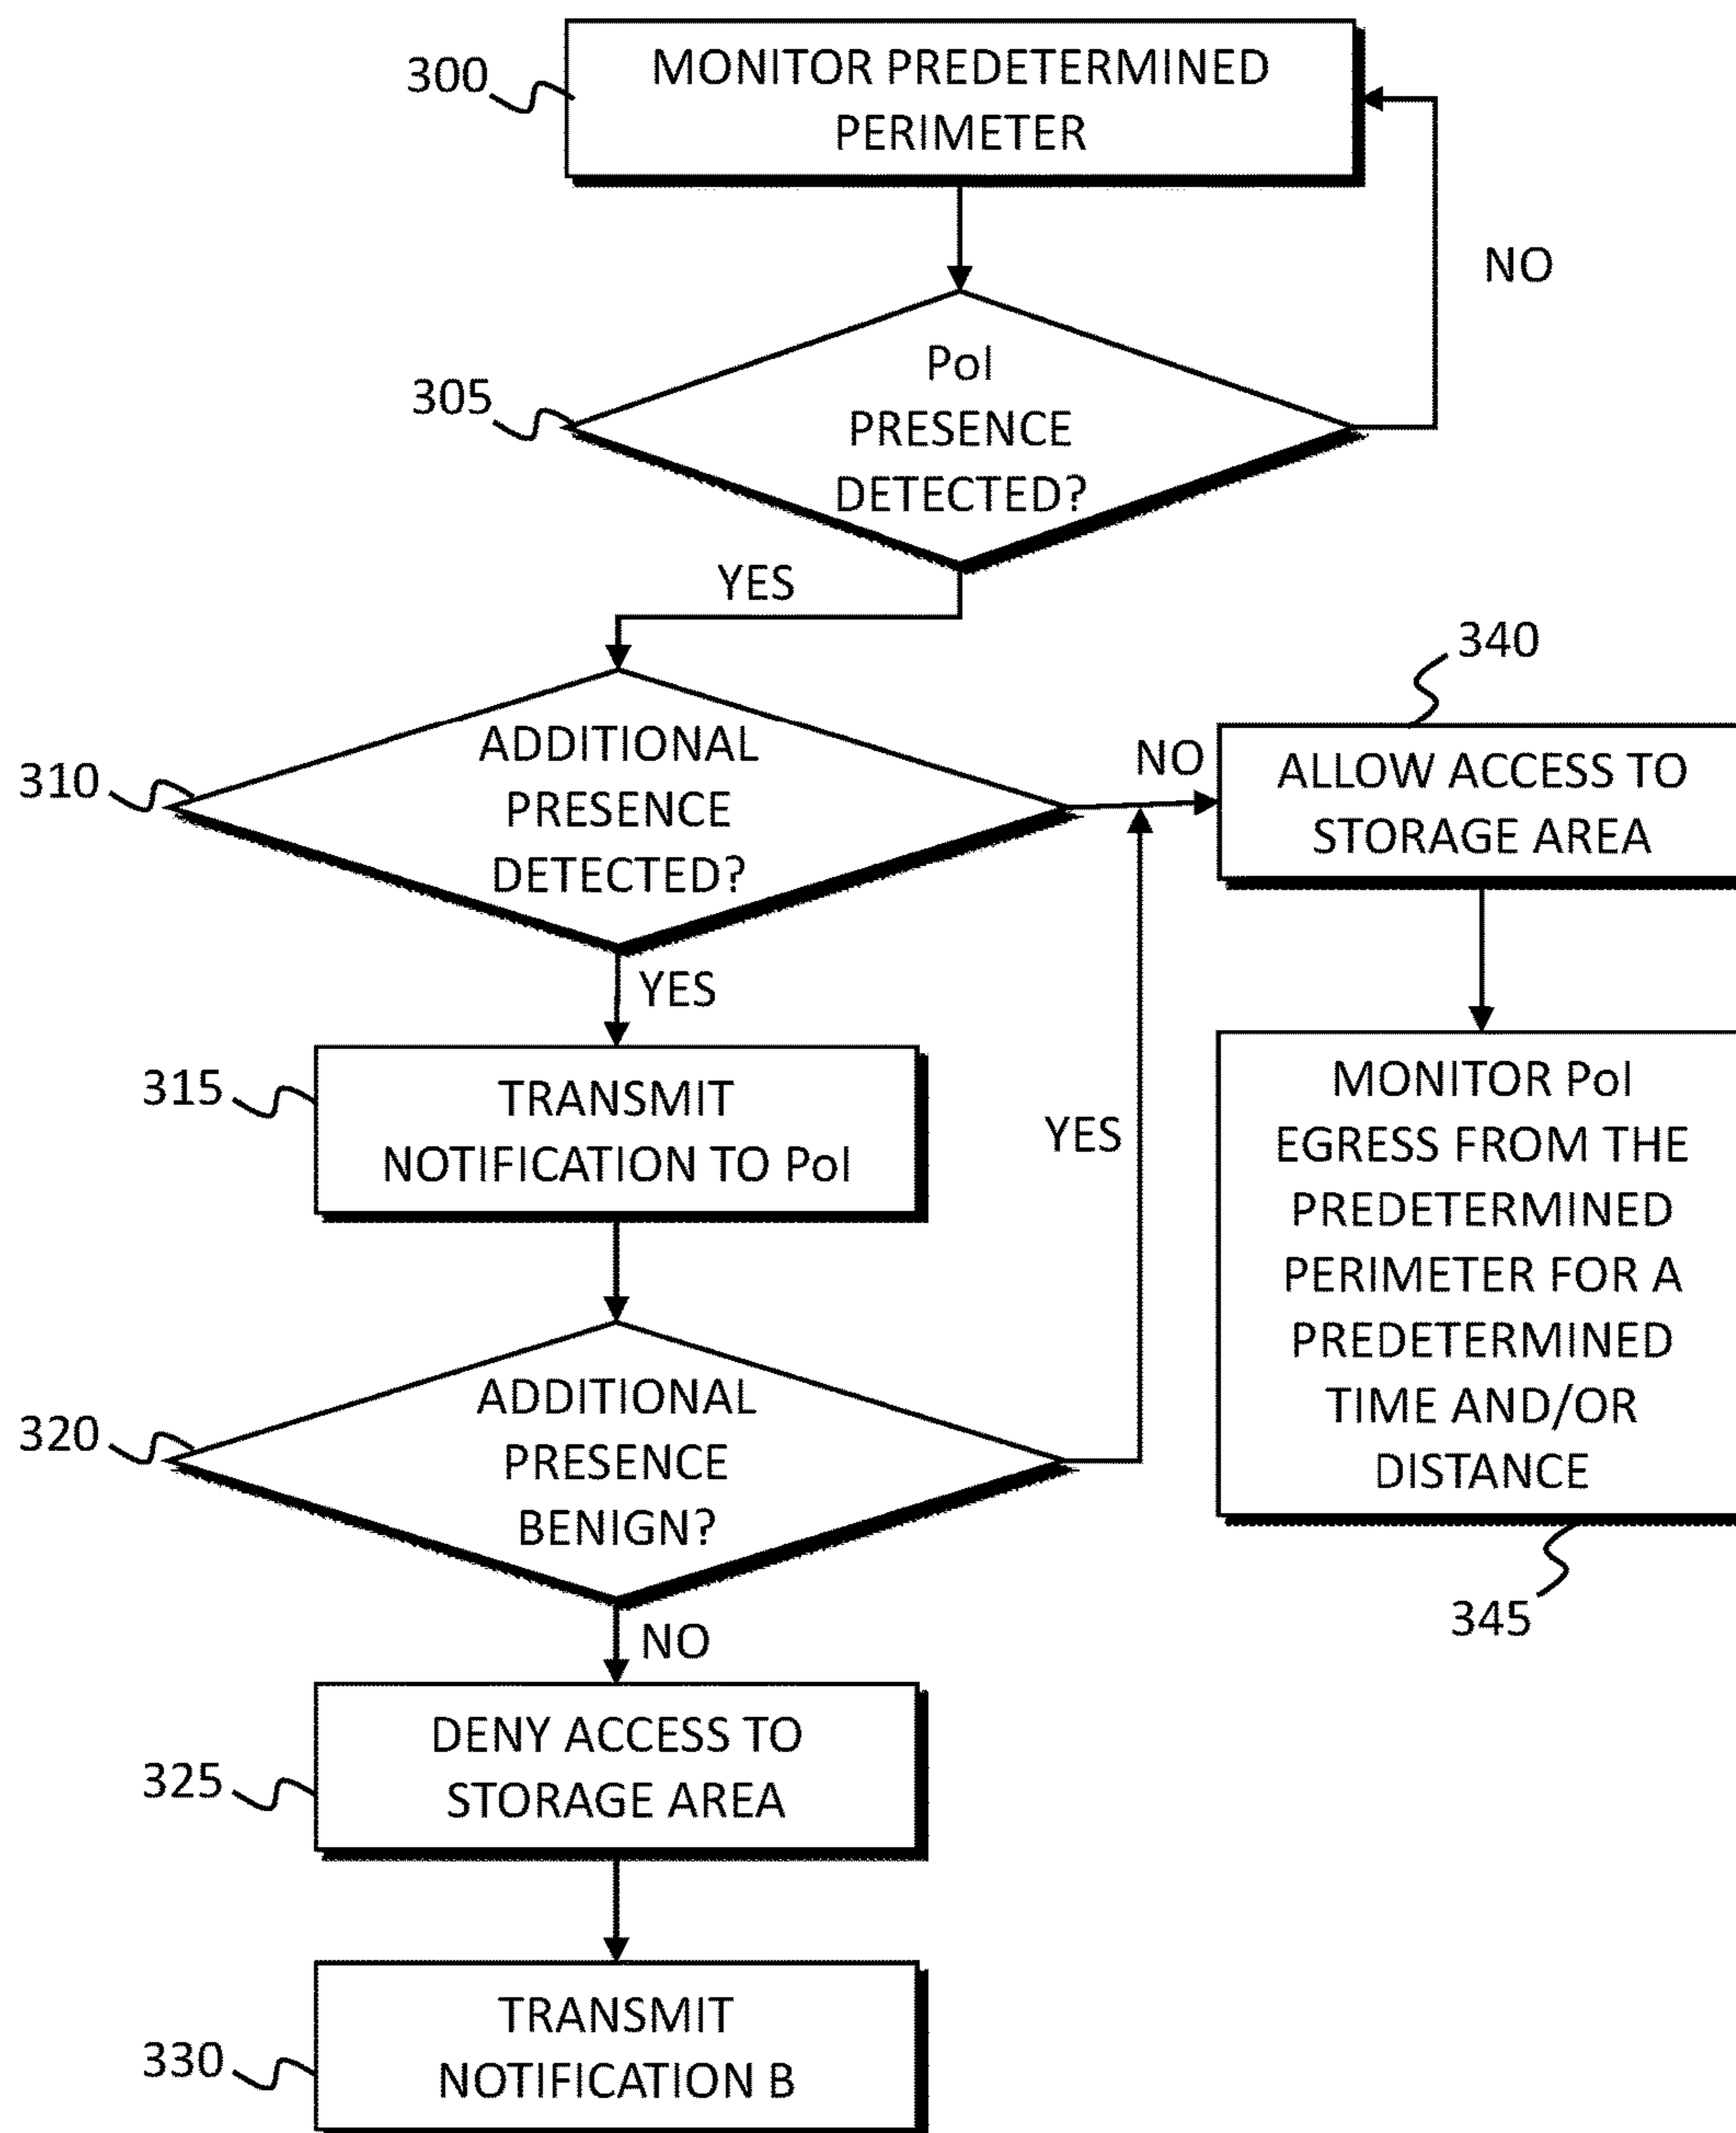 300
MONITOR PREDETERMINED
PERIMETER
NO
305
PoI
PRESENCE
DETECTED?
YES
310
ADDITIONAL
PRESENCE
DETECTED?
NO
340
ALLOW ACCESS TO
STORAGE AREA
YES
315
TRANSMIT
NOTIFICATION TO PoI
YES
MONITOR PoI
EGRESS FROM THE
PREDETERMINED
PERIMETER FOR A
PREDETERMINED
TIME AND/OR
DISTANCE
345
320
ADDITIONAL
PRESENCE
BENIGN?
NO
325
DENY ACCESS TO
STORAGE AREA
330
TRANSMIT
NOTIFICATION B